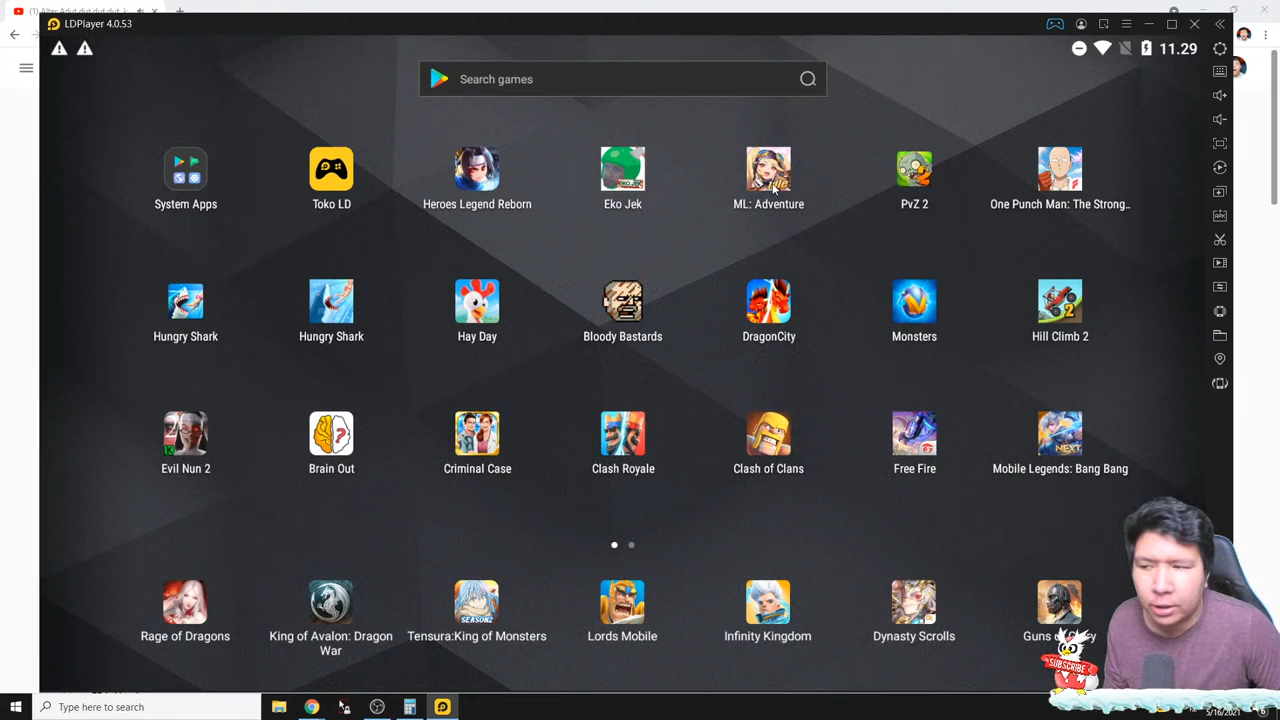 LDPlayer 4.0.53
11.29
Search games
System Apps
Toko LD
Heroes Legend Reborn
Eko Jek
ML: Adventure
PvZ 2
One Punch Man: The Strong..
Hungry Shark
Hungry Shark
Hay Day
Bloody Bastards
DragonCity
Monsters
Hill Climb 2
Evil Nun 2
Brain Out
Criminal Case
Clash Royale
Clash of Clans
Free Fire
Mobile Legends: Bang Bang
Rage of Dragons
King of Avalon: Dragon
War
Tensura:King of Monsters
Lords Mobile
Infinity Kingdom
Dynasty Scrolls
SUBSCRIBE
Type here to search
5/16/2021